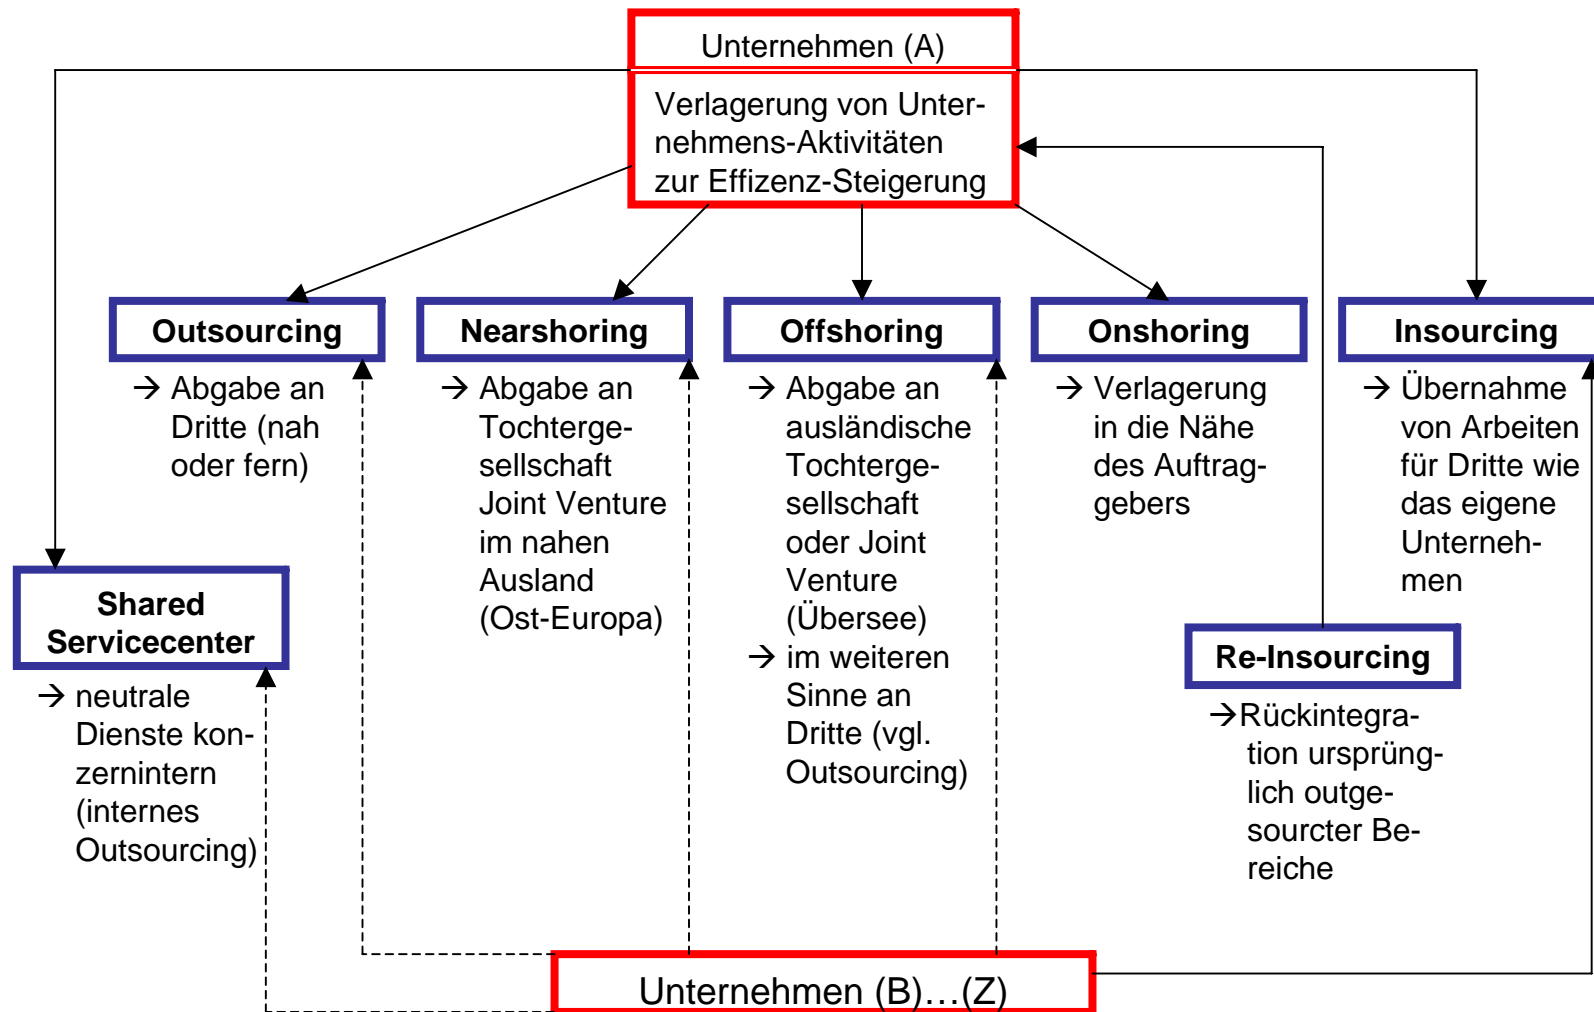 Unternehmen (A)
Verlagerung von Unter-
nehmens-Aktivitäten
zur Effizenz-Steigerung
Outsourcing
→ Abgabe an
Dritte (nah
oder fern)
Nearshoring
→ Abgabe an
Tochterge-
sellschaft
Joint Venture
im nahen
Ausland
(Ost-Europa)
Offshoring
→ Abgabe an
ausländische
Tochterge-
sellschaft
oder Joint
Venture
(Übersee)
→ im weiteren
Sinne an
Dritte (vgl.
Outsourcing)
Onshoring
→ Verlagerung
in die Nähe
des Auftrag-
gebers
Insourcing
→ Übernahme
von Arbeiten
für Dritte wie
das eigene
Unterneh-
men
Shared
Servicecenter
→ neutrale
Dienste kon-
zernintern
(internes
Outsourcing)
Re-Insourcing
→Rückintegra-
tion ursprüng-
lich outge-
sourcter Be-
reiche
Unternehmen (B)…(Z)